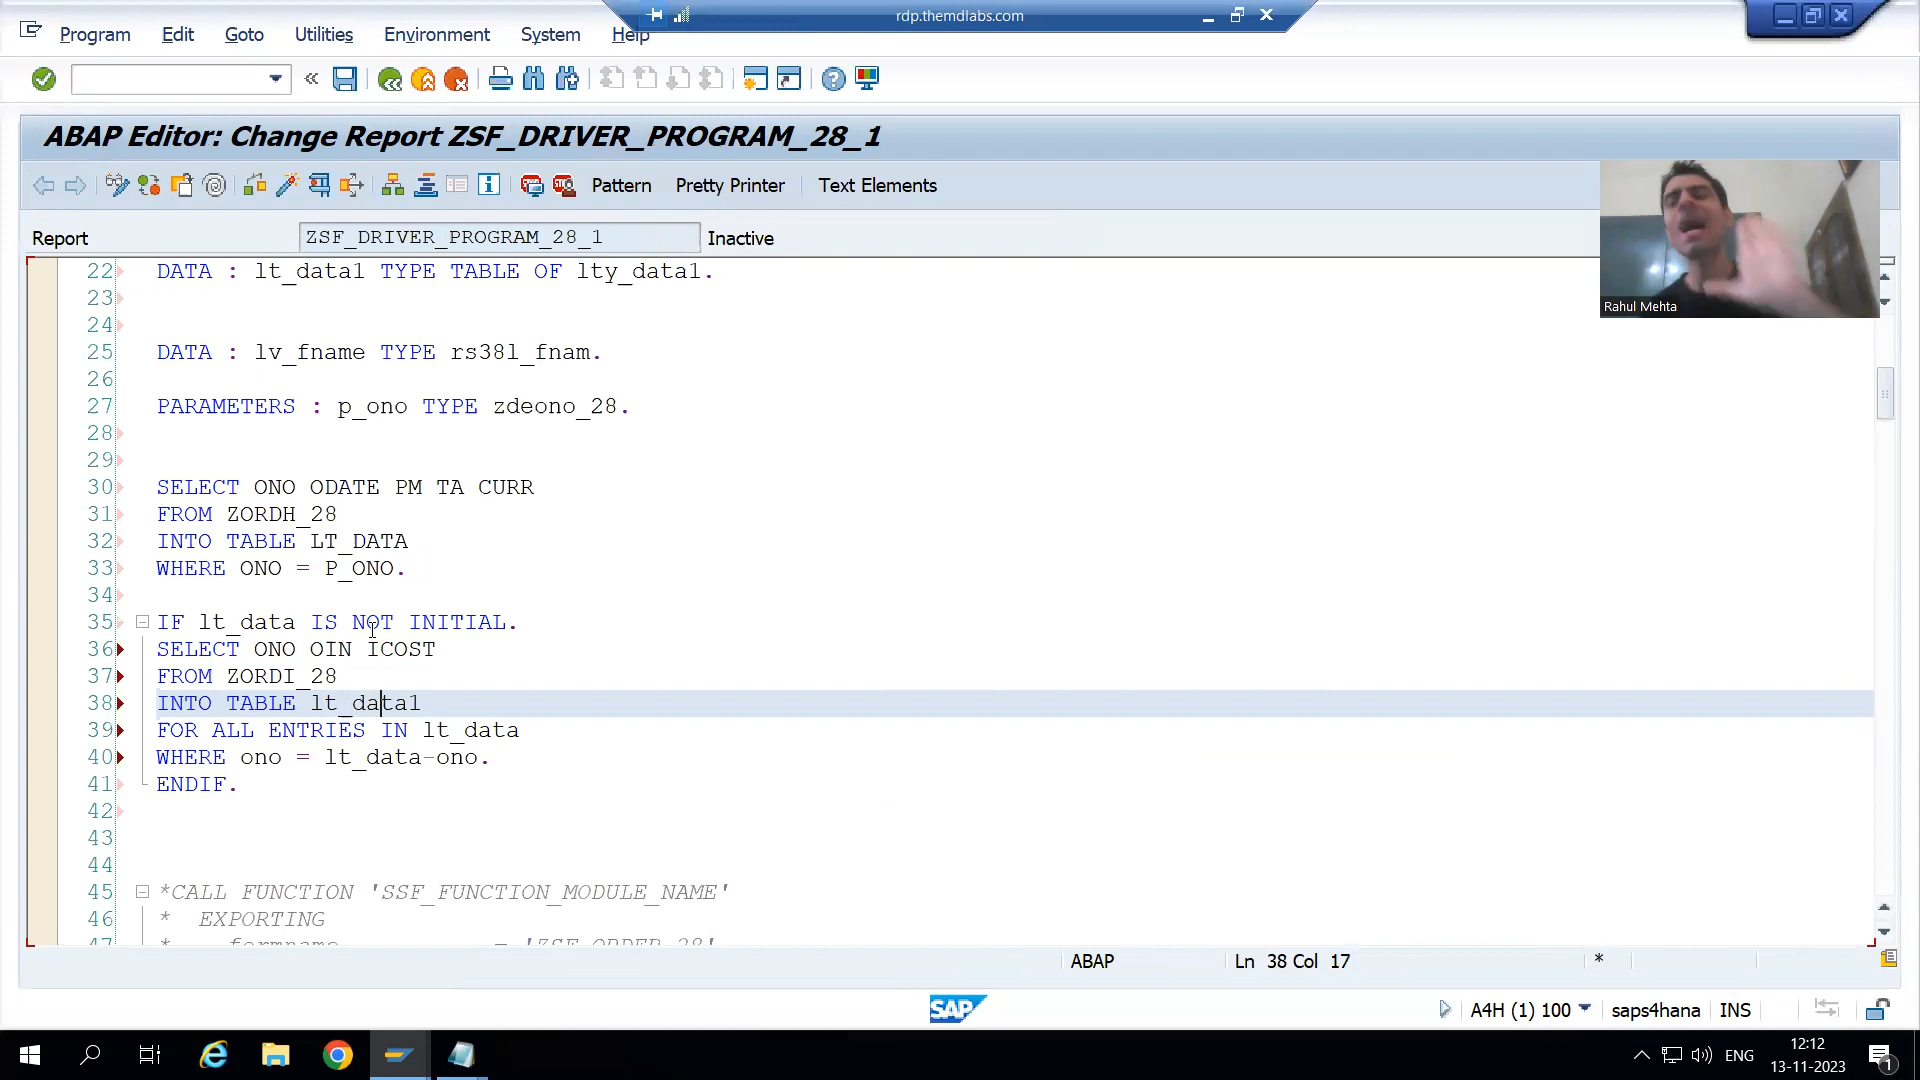 rdp.themdlabs.com
Program Edit Goto Utilities Environment System Help
ABAP Editor: Change Report ZSF_DRIVER_PROGRAM_28_1
Pattern Pretty Printer Text Elements
Report ZSF_DRIVER_PROGRAM_28_1 Inactive
Rahul Mehta
22 DATA : lt_data1 TYPE TABLE OF lty_data1.
23
24
25 DATA : lv_fname TYPE rs38l_fnam.
26
27 PARAMETERS : p_ono TYPE zdeono_28.
28
29
30 SELECT ONO ODATE PM TA CURR
31 FROM ZORDH_28
32 INTO TABLE LT_DATA
33 WHERE ONO = P_ONO.
34
35 IF lt_data IS NOT INITIAL.
36 SELECT ONO OIN ICOST
37 FROM ZORDI_28
38 INTO TABLE lt_data1
39 FOR ALL ENTRIES IN lt_data
40 WHERE ono = lt_data-ono.
41 ENDIF.
42
43
44
45 *CALL FUNCTION 'SSF_FUNCTION_MODULE_NAME'
46 * EXPORTING
47 * formname = 'ZSF_ORDER_28'
ABAP Ln 38 Col 17 *
SAP A4H (1) 100 saps4hana INS
ENG 12:12
13-11-2023 1